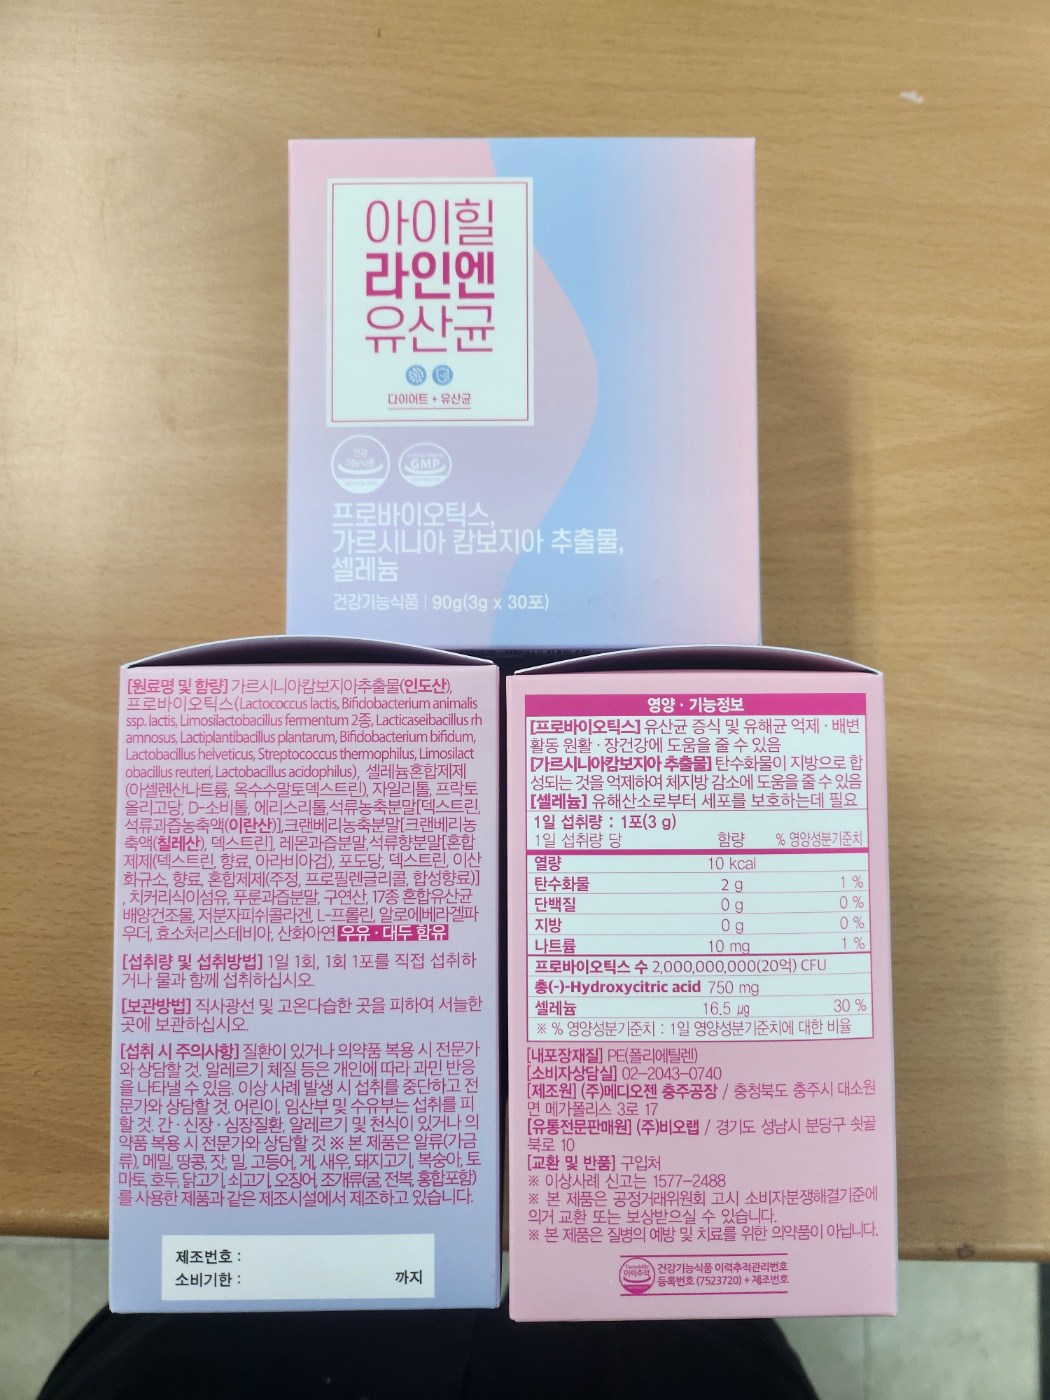 아이힐
라인엔
유산균
다이어트 + 유산균
건강
기능식품
GMP
프로바이오틱스,
가르시니아 캄보지아 추출물,
셀레늄
건강기능식품 | 90g(3g x 30포)
[원료명 및 함량] 가르시니아캄보지아추출물(인도산),
프로바이오틱스(Lactococcus lactis, Bifidobacterium animalis
ssp. lactis, Limosilactobacillus fermentum 2종, Lacticaseibacillus rh
amnosus, Lactiplantibacillus plantarum, Bifidobacterium bifidum,
Lactobacillus helveticus, Streptococcus thermophilus, Limosilact
obacillus reuteri, Lactobacillus acidophilus), 셀레늄혼합제제
(아셀렌산나트륨, 옥수수말토덱스트린), 자일리톨, 프락토
올리고당, D-소비톨, 에리스리톨,석류농축분말[덱스트린,
석류과즙농축액(이란산)],크랜베리농축분말[크랜베리농
축액(칠레산), 덱스트린], 레몬과즙분말,석류향분말[혼합
제제(덱스트린, 향료, 아라비아검), 포도당, 덱스트린, 이산
화규소, 향료, 혼합제제(주정, 프로필렌글리콜, 합성향료)]
, 치커리식이섬유, 푸룬과즙분말, 구연산, 17종 혼합유산균
배양건조물, 저분자피쉬콜라겐, L-프롤린, 알로에베라겔파
우더, 효소처리스테비아, 산화아연 우유·대두 함유
[섭취량 및 섭취방법] 1일 1회, 1회 1포를 직접 섭취하
거나 물과 함께 섭취하십시오.
[보관방법] 직사광선 및 고온다습한 곳을 피하여 서늘한
곳에 보관하십시오.
[섭취 시 주의사항] 질환이 있거나 의약품 복용 시 전문가
와 상담할 것. 알레르기 체질 등은 개인에 따라 과민 반응
을 나타낼 수 있음. 이상 사례 발생 시 섭취를 중단하고 전
문가와 상담할 것. 어린이, 임산부 및 수유부는 섭취를 피
할 것. 간·신장·심장질환, 알레르기 및 천식이 있거나 의
약품 복용 시 전문가와 상담할 것 ※ 본 제품은 알류(가금
류), 메밀, 땅콩, 잣, 밀, 고등어, 게, 새우, 돼지고기, 복숭아, 토
마토, 호두, 닭고기, 쇠고기, 오징어, 조개류(굴, 전복, 홍합포함)
를 사용한 제품과 같은 제조시설에서 제조하고 있습니다.
제조번호 :
소비기한 : 까지
영양·기능정보
[프로바이오틱스] 유산균 증식 및 유해균 억제·배변
활동 원활·장건강에 도움을 줄 수 있음
[가르시니아캄보지아 추출물] 탄수화물이 지방으로 합
성되는 것을 억제하여 체지방 감소에 도움을 줄 수 있음
[셀레늄] 유해산소로부터 세포를 보호하는데 필요
1일 섭취량 : 1포(3 g)
1일 섭취량 당 함량 % 영양성분기준치
열량 10 kcal
탄수화물 2 g 1 %
단백질 0 g 0 %
지방 0 g 0 %
나트륨 10 mg 1 %
프로바이오틱스 수 2,000,000,000(20억) CFU
총(-)-Hydroxycitric acid 750 mg
셀레늄 16.5 μg 30 %
※ % 영양성분기준치 : 1일 영양성분기준치에 대한 비율
[내포장재질] PE(폴리에틸렌)
[소비자상담실] 02-2043-0740
[제조원] (주)메디오젠 충주공장 / 충청북도 충주시 대소원
면 메가폴리스 3로 17
[유통전문판매원] (주)비오랩 / 경기도 성남시 분당구 쇳골
북로 10
[교환 및 반품] 구입처
※ 이상사례 신고는 1577-2488
※ 본 제품은 공정거래위원회 고시 소비자분쟁해결기준에
의거 교환 또는 보상받으실 수 있습니다.
※ 본 제품은 질병의 예방 및 치료를 위한 의약품이 아닙니다.
Traceability
이력추적
건강기능식품 이력추적관리번호
등록번호 (7523720) + 제조번호